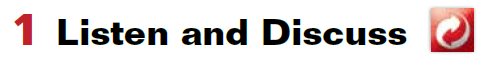 1 Listen and Discuss